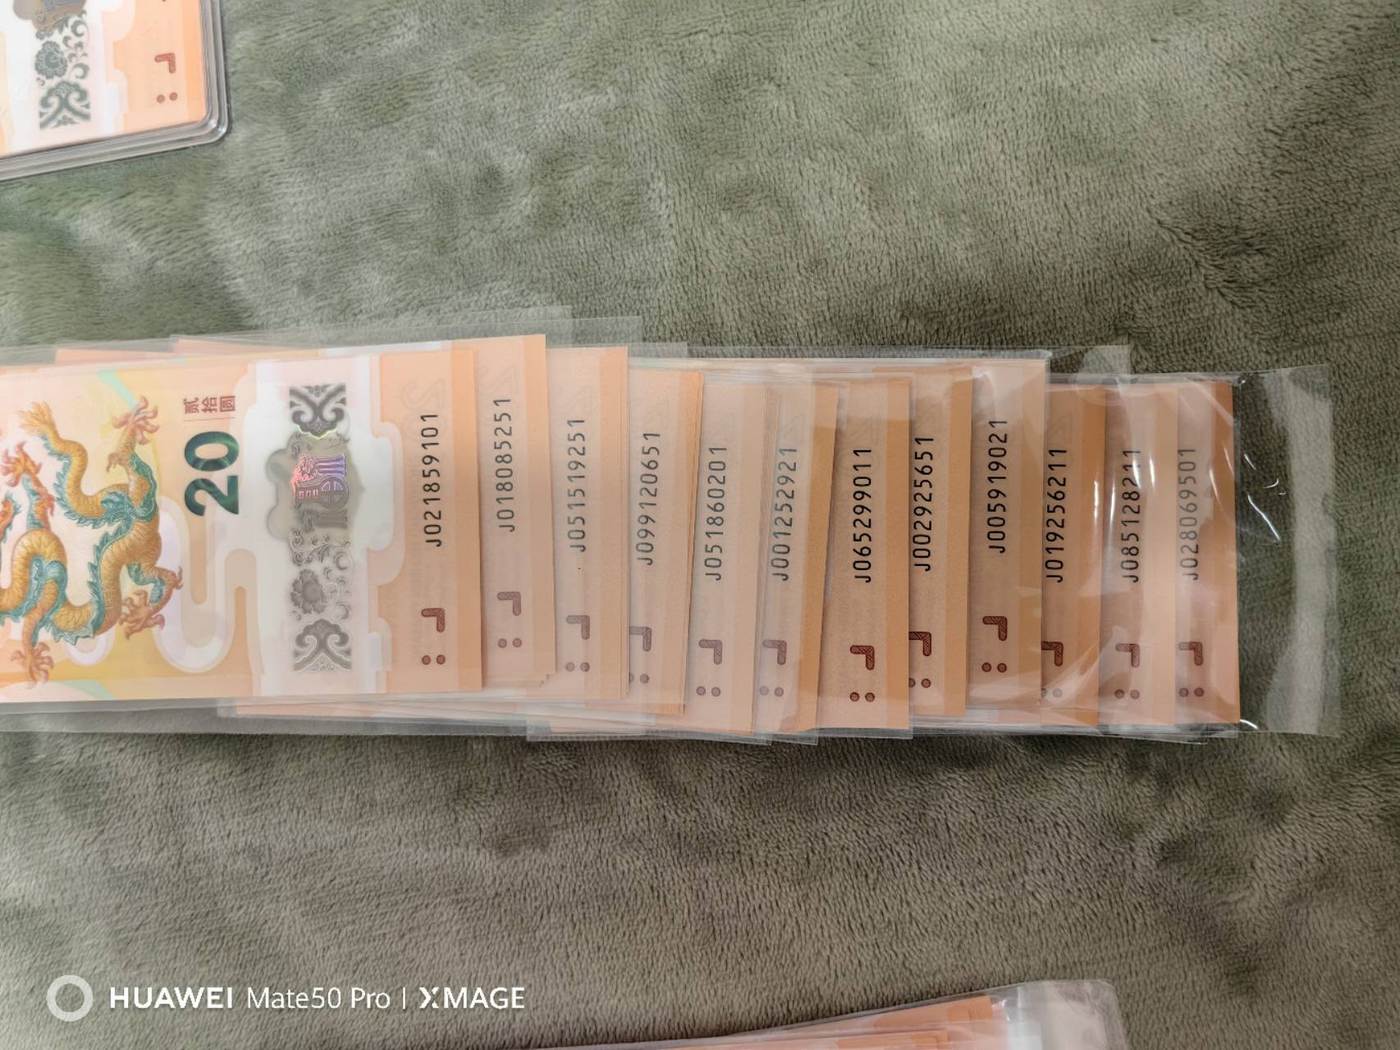 贰拾圆
20
J021859101
J018085251
J051519251
J099120651
J051860201
J001252921
J065299011
J002925651
J005919021
J019256211
J085128211
J028069501
HUAWEI Mate50 Pro | XMAGE